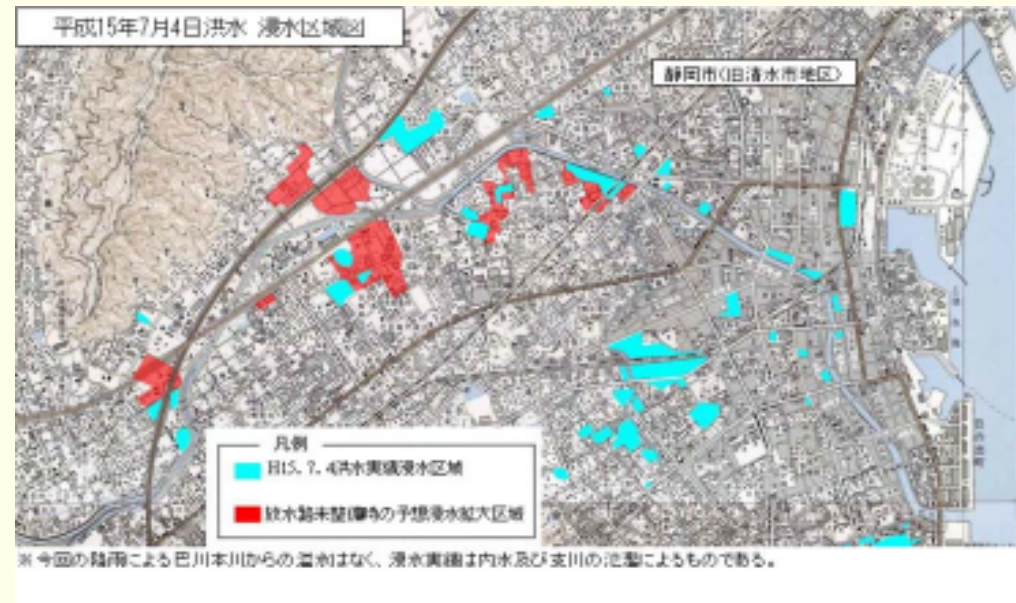 平成15年7月4日洪水 浸水区域図
静岡市(旧清水市地区)
凡例
H15.7.4洪水実績浸水区域
放水路未整備時の予想浸水拡大区域
※今回の降雨による巴川本川からの溢水はなく、浸水実績は内水及び支川の氾濫によるものである。